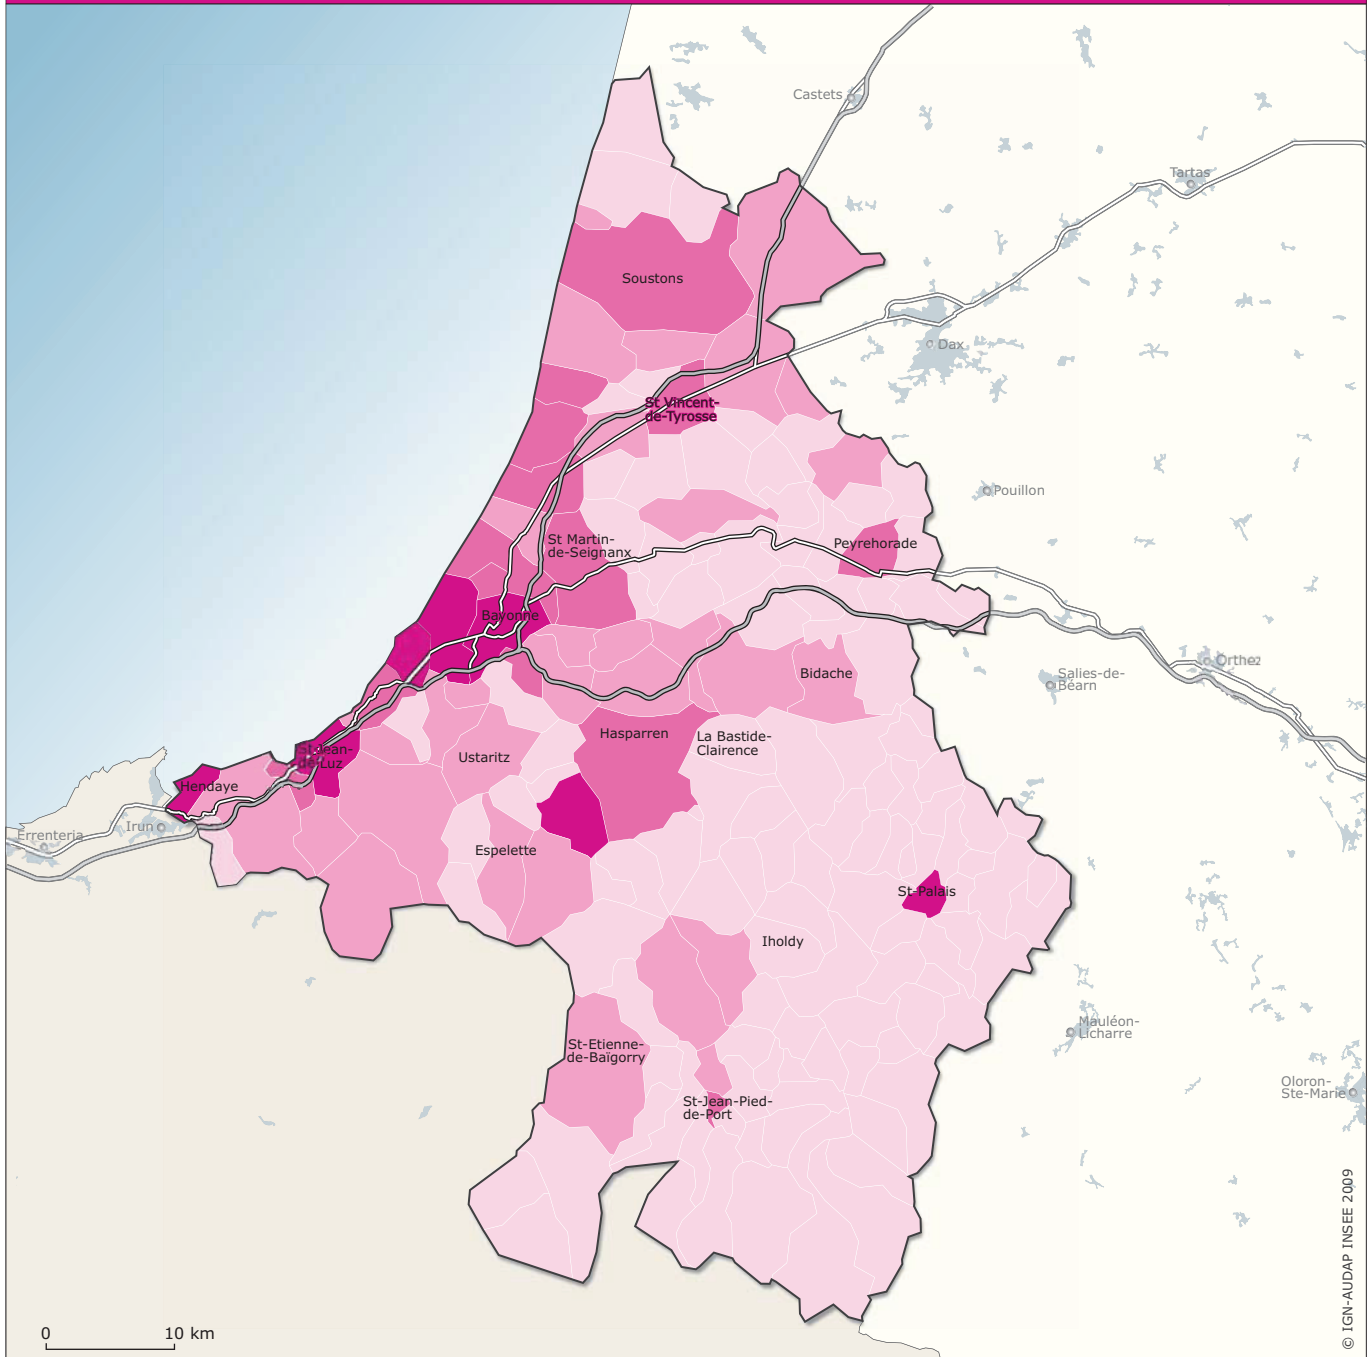 Castets
Tartas
Soustons
Dax
St Vincent-
de-Tyrosse
Pouillon
St Martin-
de-Seignanx
Peyrehorade
Bayonne
Orthez
Bidache
Salies-de-
Béarn
Hasparren
La Bastide-
Clairence
St-Jean-
de-Luz
Ustaritz
Hendaye
Irun
Errenteria
Espelette
St-Palais
Iholdy
Mauléon-
Licharre
St-Etienne-
de-Baïgorry
Oloron-
Ste-Marie
St-Jean-Pied-
de-Port
© IGN-AUDAP INSEE 2009
0 10 km